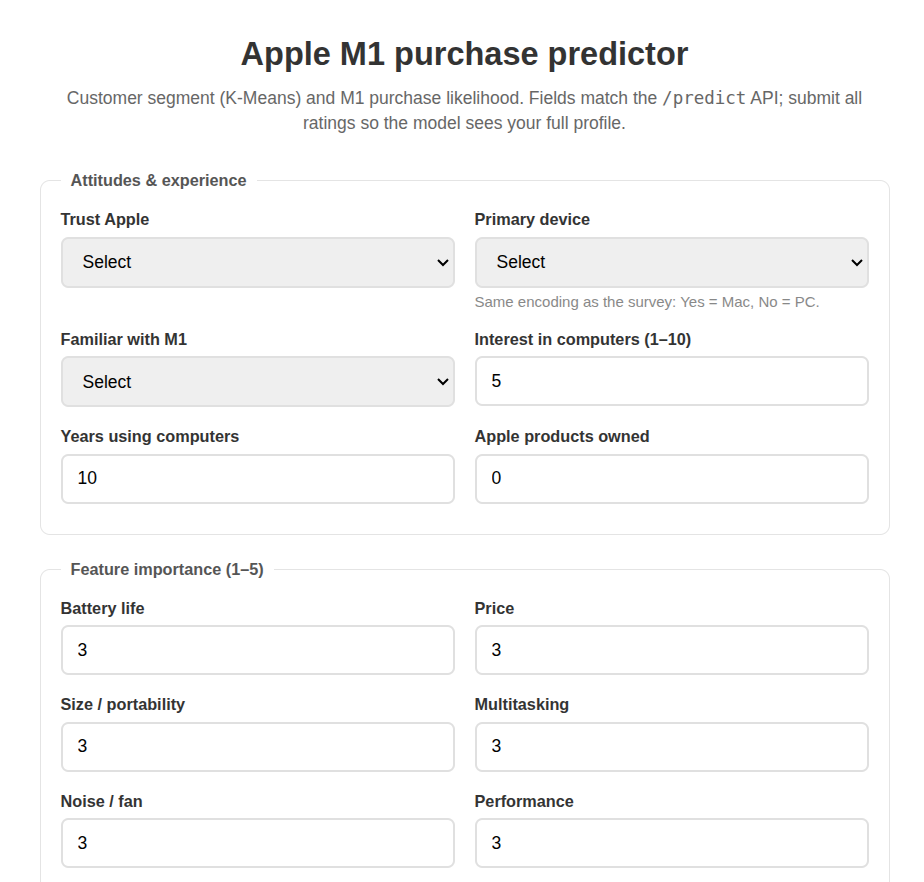 Apple M1 purchase predictor
Customer segment (K-Means) and M1 purchase likelihood. Fields match the /predict API; submit all
ratings so the model sees your full profile.
Attitudes & experience
Trust Apple
Select
Primary device
Select
Same encoding as the survey: Yes = Mac, No = PC.
Familiar with M1
Select
Interest in computers (1–10)
5
Years using computers
10
Apple products owned
0
Feature importance (1–5)
Battery life
3
Price
3
Size / portability
3
Multitasking
3
Noise / fan
3
Performance
3